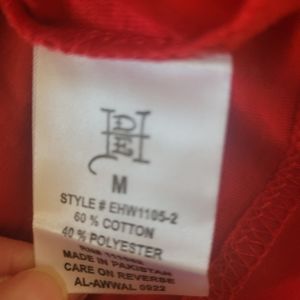 M
STYLE # EHW1105-2
60 % COTTON
40 % POLYESTER
MADE IN PAKISTAN
CARE ON REVERSE
AL-AWWAL 0922